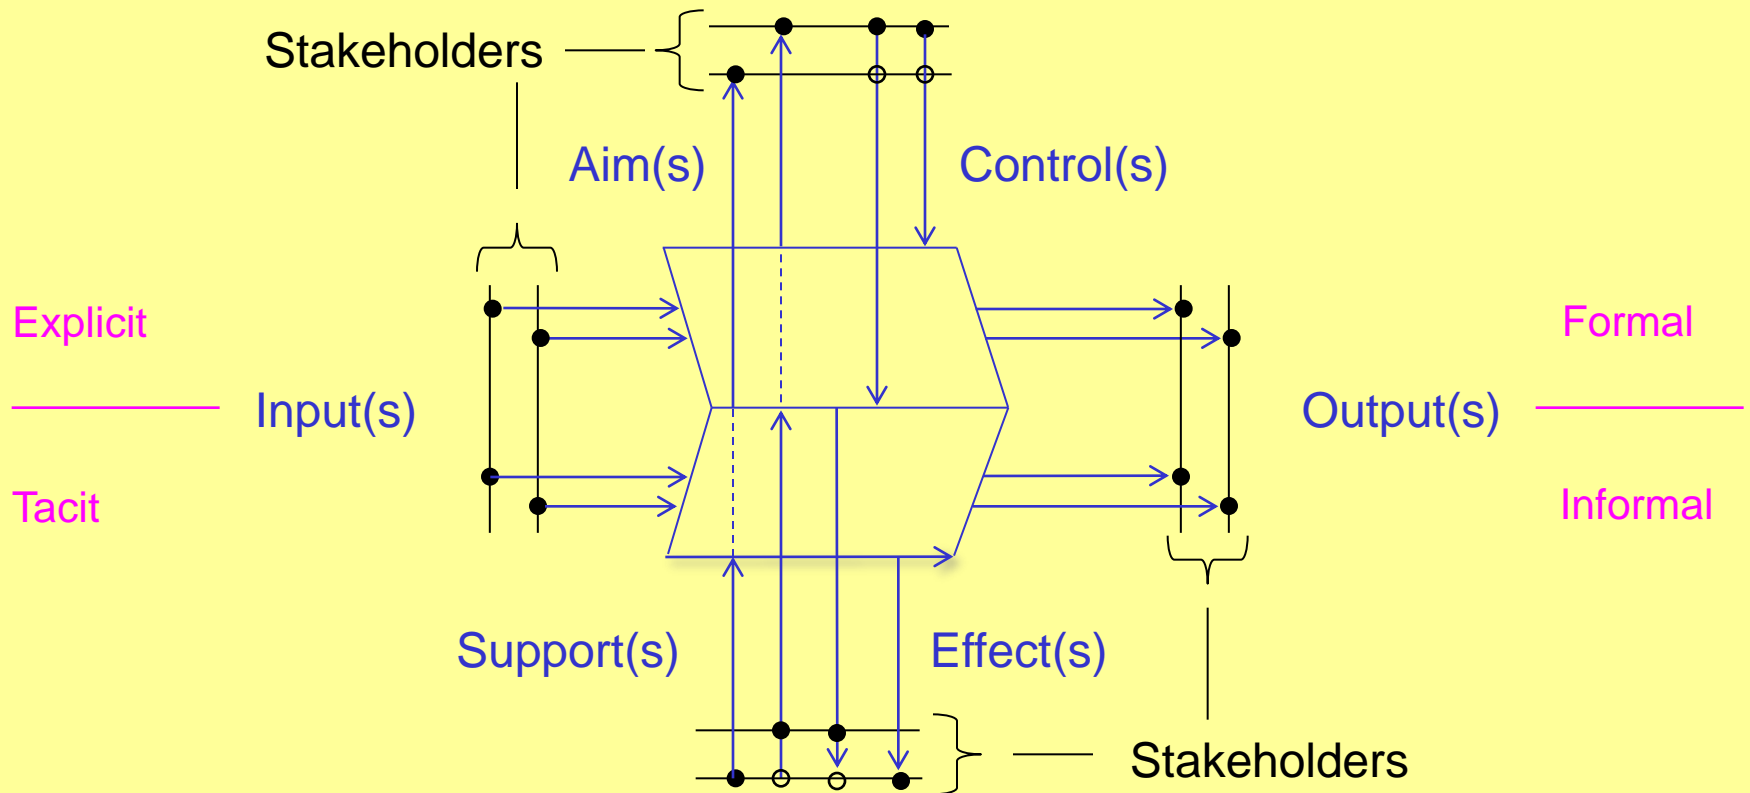 Stakeholders
Aim(s)
Control(s)
Explicit
Formal
Input(s)
Output(s)
Tacit
Informal
Support(s)
Effect(s)
Stakeholders